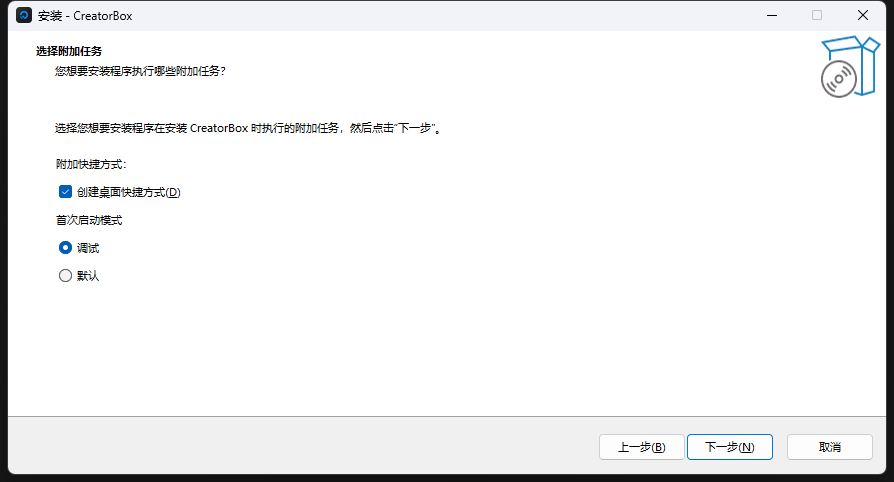 安装 - CreatorBox
选择附加任务
您想要安装程序执行哪些附加任务？
选择您想要安装程序在安装 CreatorBox 时执行的附加任务，然后点击“下一步”。
附加快捷方式：
创建桌面快捷方式(D)
首次启动模式
调试
默认
上一步(B)
下一步(N)
取消